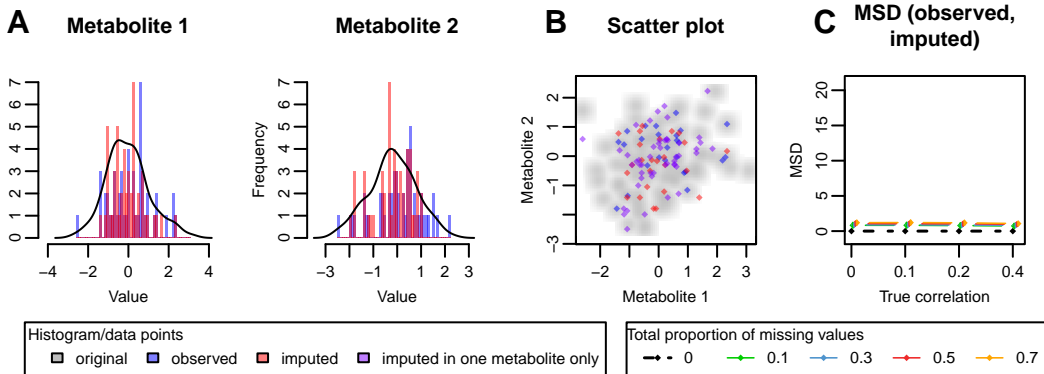 A
Metabolite 1
Metabolite 2
0 1 2 3 4 5 6 7
−4 −2 0 2 4
Value
Frequency
0 1 2 3 4 5 6 7
−3 −1 1 3
Value
B
Scatter plot
Metabolite 2
−3 −1 0 1 2
−2 −1 0 1 2 3
Metabolite 1
C
MSD (observed,
imputed)
MSD
0 5 10 15 20
0 0.1 0.2 0.4
True correlation
Histogram/data points
original observed imputed imputed in one metabolite only
Total proportion of missing values
0 0.1 0.3 0.5 0.7